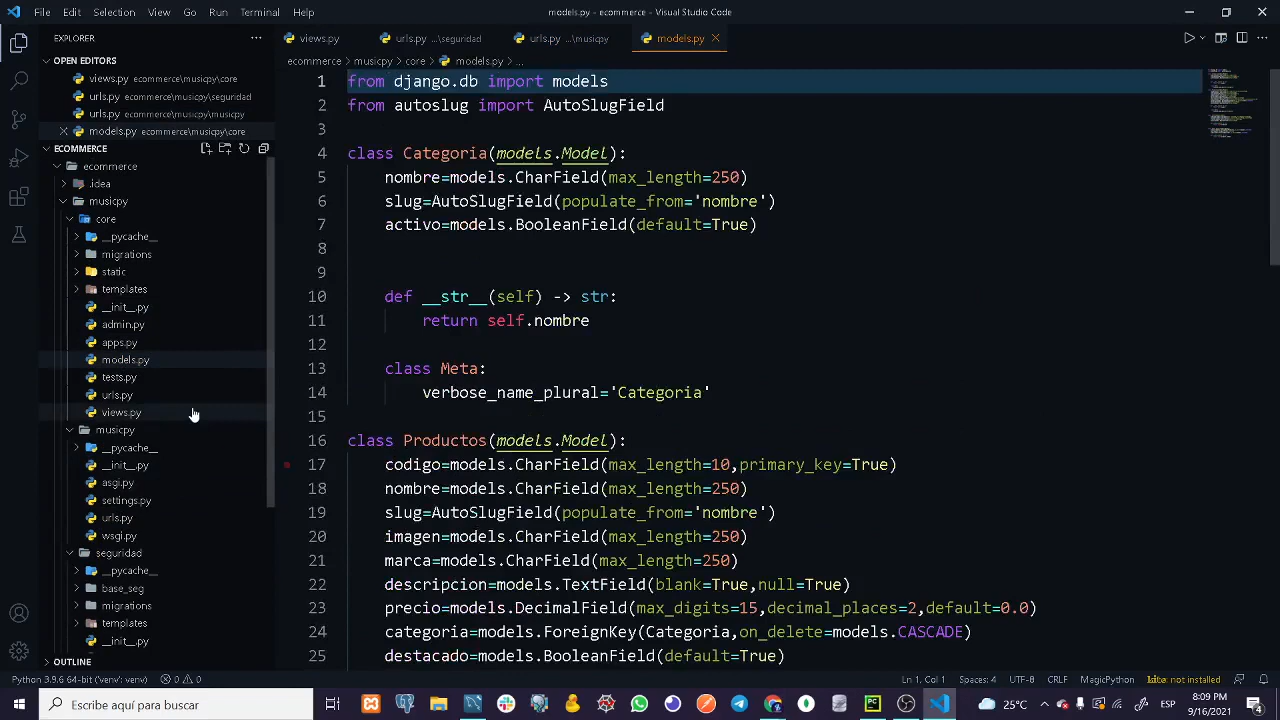 File Edit Selection View Go Run Terminal Help
models.py - ecommerce - Visual Studio Code
EXPLORER
views.py
urls.py ...\seguridad
urls.py ...\musicpy
models.py
OPEN EDITORS
views.py ecommerce\musicpy\core
urls.py ecommerce\musicpy\seguridad
urls.py ecommerce\musicpy\musicpy
models.py ecommerce\musicpy\core
ECOMMERCE
ecommerce
.idea
musicpy
core
__pycache__
migrations
static
templates
__init__.py
admin.py
apps.py
models.py
tests.py
urls.py
views.py
musicpy
__pycache__
__init__.py
asgi.py
settings.py
urls.py
wsgi.py
seguridad
__pycache__
base_seg
migrations
templates
__init__.py
OUTLINE
ecommerce > musicpy > core > models.py > ...
1 from django.db import models
2 from autoslug import AutoSlugField
3
4 class Categoria(models.Model):
5 nombre=models.CharField(max_length=250)
6 slug=AutoSlugField(populate_from='nombre')
7 activo=models.BooleanField(default=True)
8
9
10 def __str__(self) -> str:
11 return self.nombre
12
13 class Meta:
14 verbose_name_plural='Categoria'
15
16 class Productos(models.Model):
17 codigo=models.CharField(max_length=10,primary_key=True)
18 nombre=models.CharField(max_length=250)
19 slug=AutoSlugField(populate_from='nombre')
20 imagen=models.CharField(max_length=250)
21 marca=models.CharField(max_length=250)
22 descripcion=models.TextField(blank=True,null=True)
23 precio=models.DecimalField(max_digits=15,decimal_places=2,default=0.0)
24 categoria=models.ForeignKey(Categoria,on_delete=models.CASCADE)
25 destacado=models.BooleanField(default=True)
Python 3.9.6 64-bit ('venv': venv) 0 0
Ln 1, Col 1 Spaces: 4 UTF-8 CRLF MagicPython
not installed
Escribe aquí para buscar
25°C
ESP
8:09 PM
9/16/2021